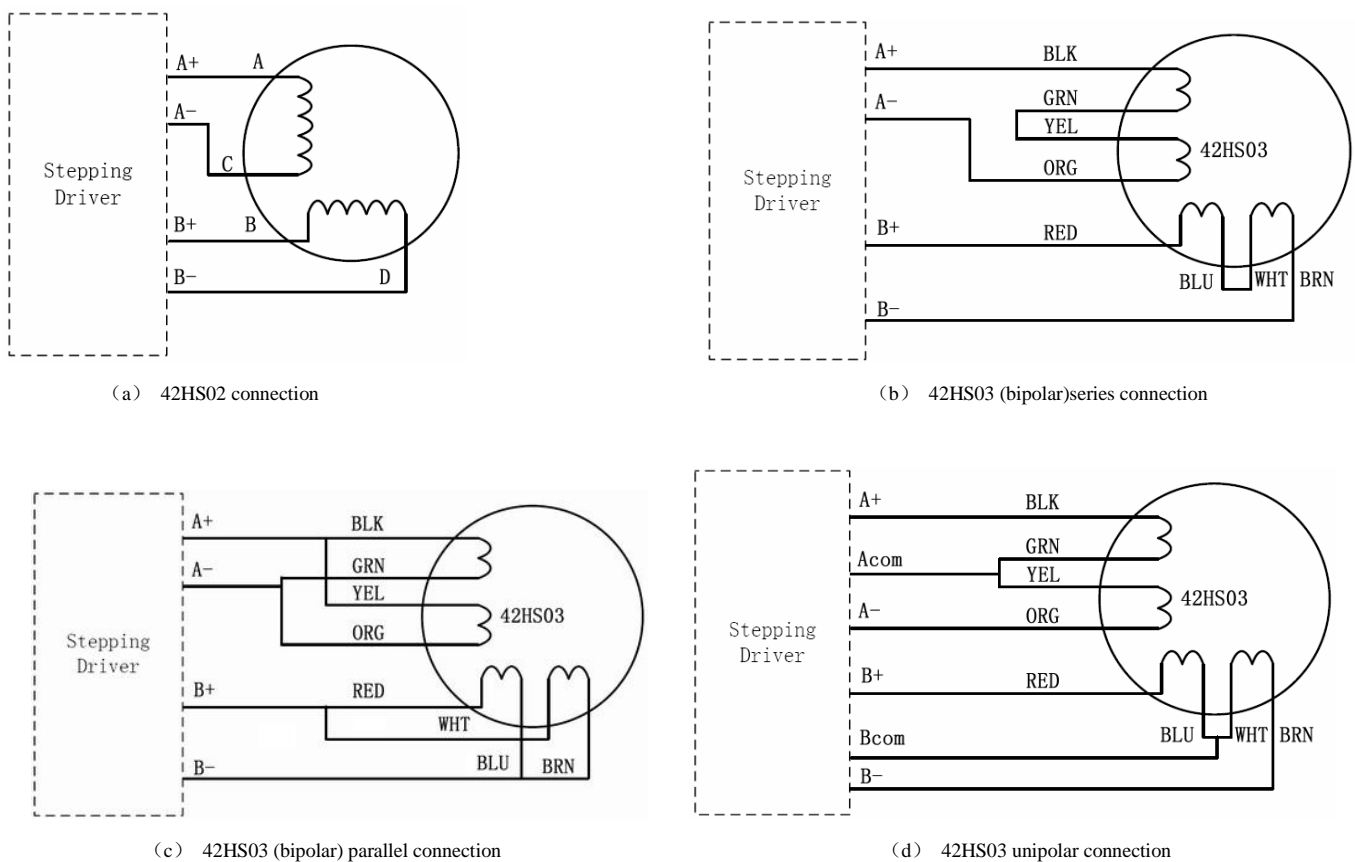 A+
A
A-
C
Stepping
Driver
B+
B
B-
D
（a） 42HS02 connection
A+
BLK
A-
GRN
YEL
42HS03
ORG
Stepping
Driver
B+
RED
BLU
WHT
BRN
B-
（b） 42HS03 (bipolar)series connection
A+
BLK
A-
GRN
YEL
42HS03
ORG
Stepping
Driver
B+
RED
WHT
B-
BLU
BRN
（c） 42HS03 (bipolar) parallel connection
A+
BLK
GRN
Acom
YEL
42HS03
A-
ORG
Stepping
Driver
B+
RED
Bcom
BLU
WHT
BRN
B-
（d） 42HS03 unipolar connection